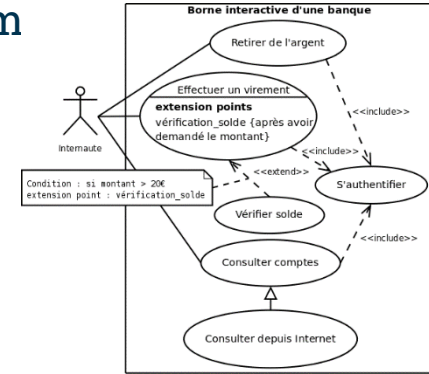 m
Borne interactive d'une banque
Retirer de l'argent
Effectuer un virement
extension points
vérification_solde {après avoir
demandé le montant}
<<include>>
<<include>>
Internaute
<<extend>>
S'authentifier
Condition : si montant > 20€
extension point : vérification_solde
Vérifier solde
<<include>>
Consulter comptes
Consulter depuis Internet